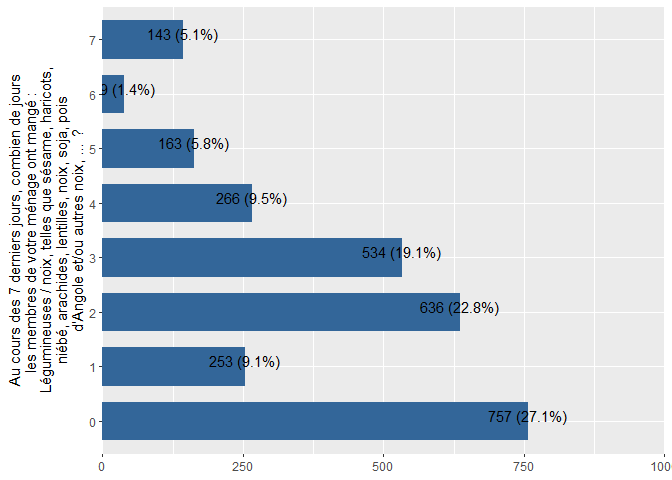 Au cours des 7 derniers jours, combien de jours
les membres de votre ménage ont mangé :
Légumineuses / noix, telles que sésame, haricots,
niébé, arachides, lentilles, noix, soja, pois
d'Angole et/ou autres noix, ... ?
7
143 (5.1%)
6
9 (1.4%)
5
163 (5.8%)
4
266 (9.5%)
3
534 (19.1%)
2
636 (22.8%)
1
253 (9.1%)
0
757 (27.1%)
0 250 500 750 100